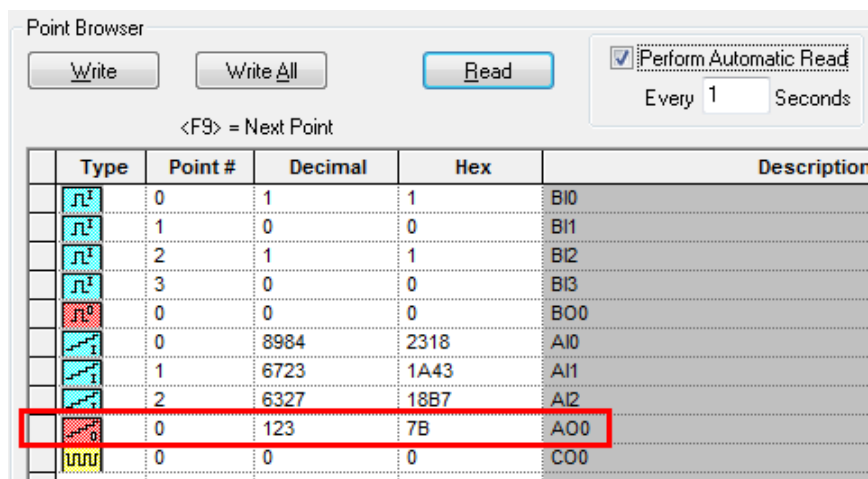 Point Browser
Write Write All Read Perform Automatic Read
Every 1 Seconds
<F9> = Next Point
Type Point # Decimal Hex Description
0 1 1 BI0
1 0 0 BI1
2 1 1 BI2
3 0 0 BI3
0 0 0 BO0
0 8984 2318 AI0
1 6723 1A43 AI1
2 6327 18B7 AI2
0 123 7B AO0
0 0 0 CO0